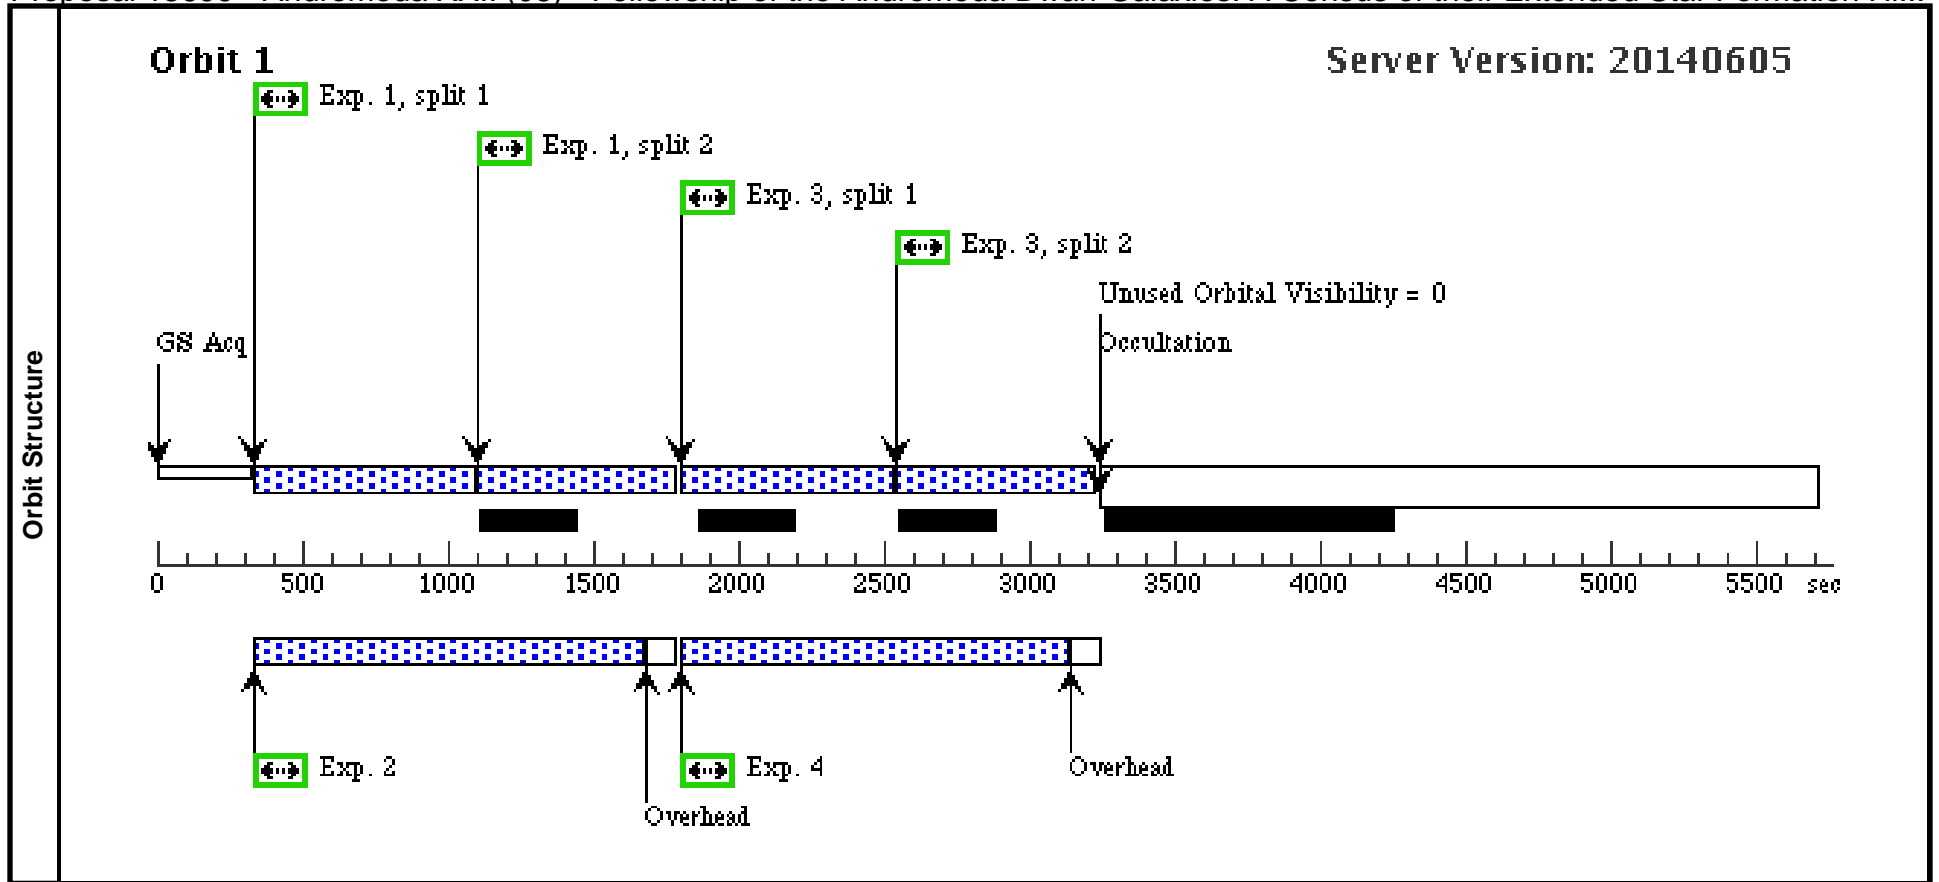 Orbit 1
Server Version: 20140605
Exp. 1, split 1
Exp. 1, split 2
Exp. 3, split 1
Exp. 3, split 2
Unused Orbital Visibility = 0
GS Acq
Occultation
Orbit Structure
0 500 1000 1500 2000 2500 3000 3500 4000 4500 5000 5500 sec
Exp. 2
Exp. 4
Overhead
Overhead